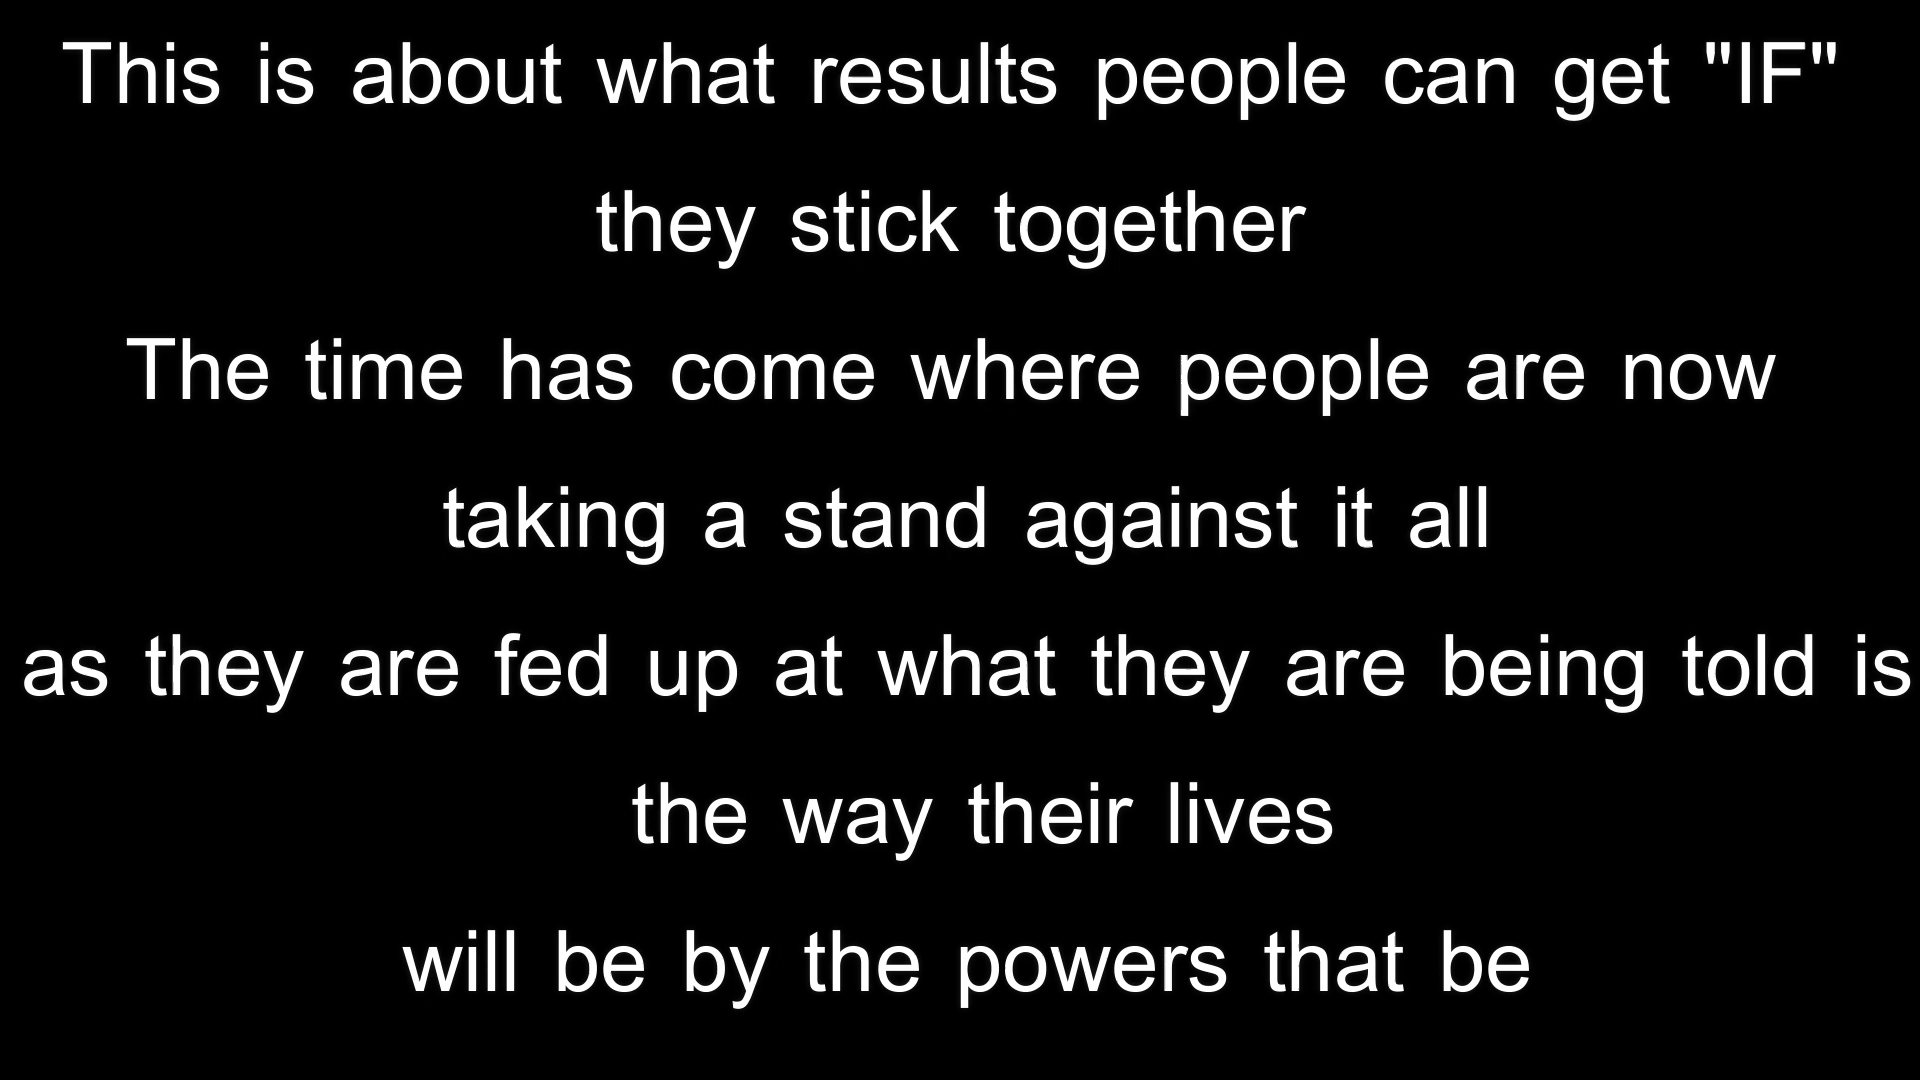 This is about what results people can get "IF"
they stick together
The time has come where people are now
taking a stand against it all
as they are fed up at what they are being told is
the way their lives
will be by the powers that be